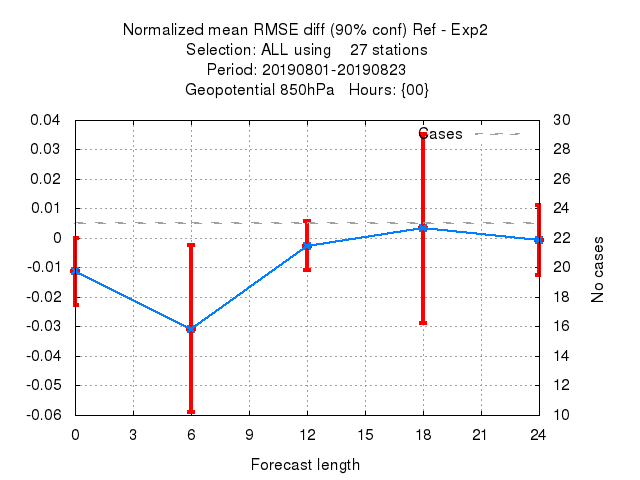 Normalized mean RMSE diff (90% conf) Ref - Exp2
Selection: ALL using    27 stations
Period: 20190801-20190823
Geopotential 850hPa   Hours: {00}
0.04
0.03
0.02
0.01
0
-0.01
-0.02
-0.03
-0.04
-0.05
-0.06
Cases
30
28
26
24
22
20
18
16
14
12
10
No cases
0 3 6 9 12 15 18 21 24
Forecast length